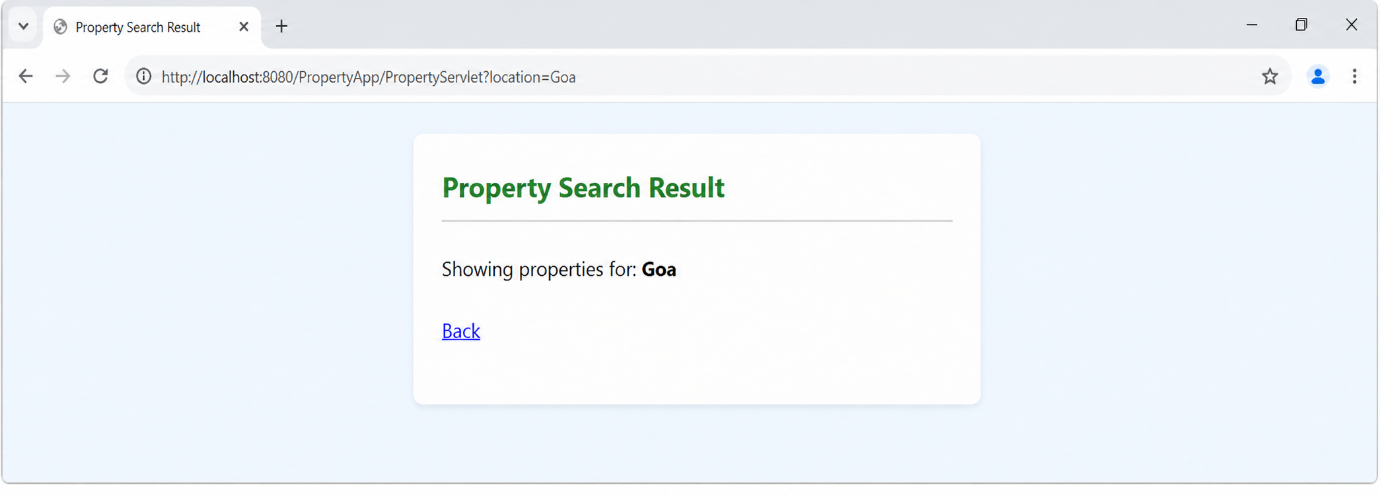 Property Search Result
http://localhost:8080/PropertyApp/PropertyServlet?location=Goa
Property Search Result
Showing properties for: Goa
Back